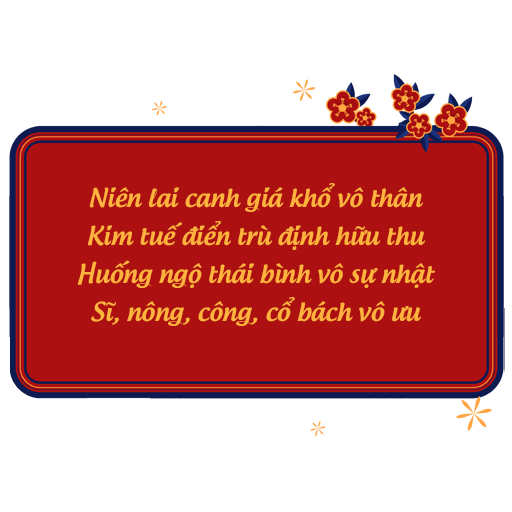 Niên lai canh giá khổ vô thân
Kim tuế điển trù định hữu thu
Huống ngộ thái bình vô sự nhật
Sĩ, nông, công, cổ bách vô ưu